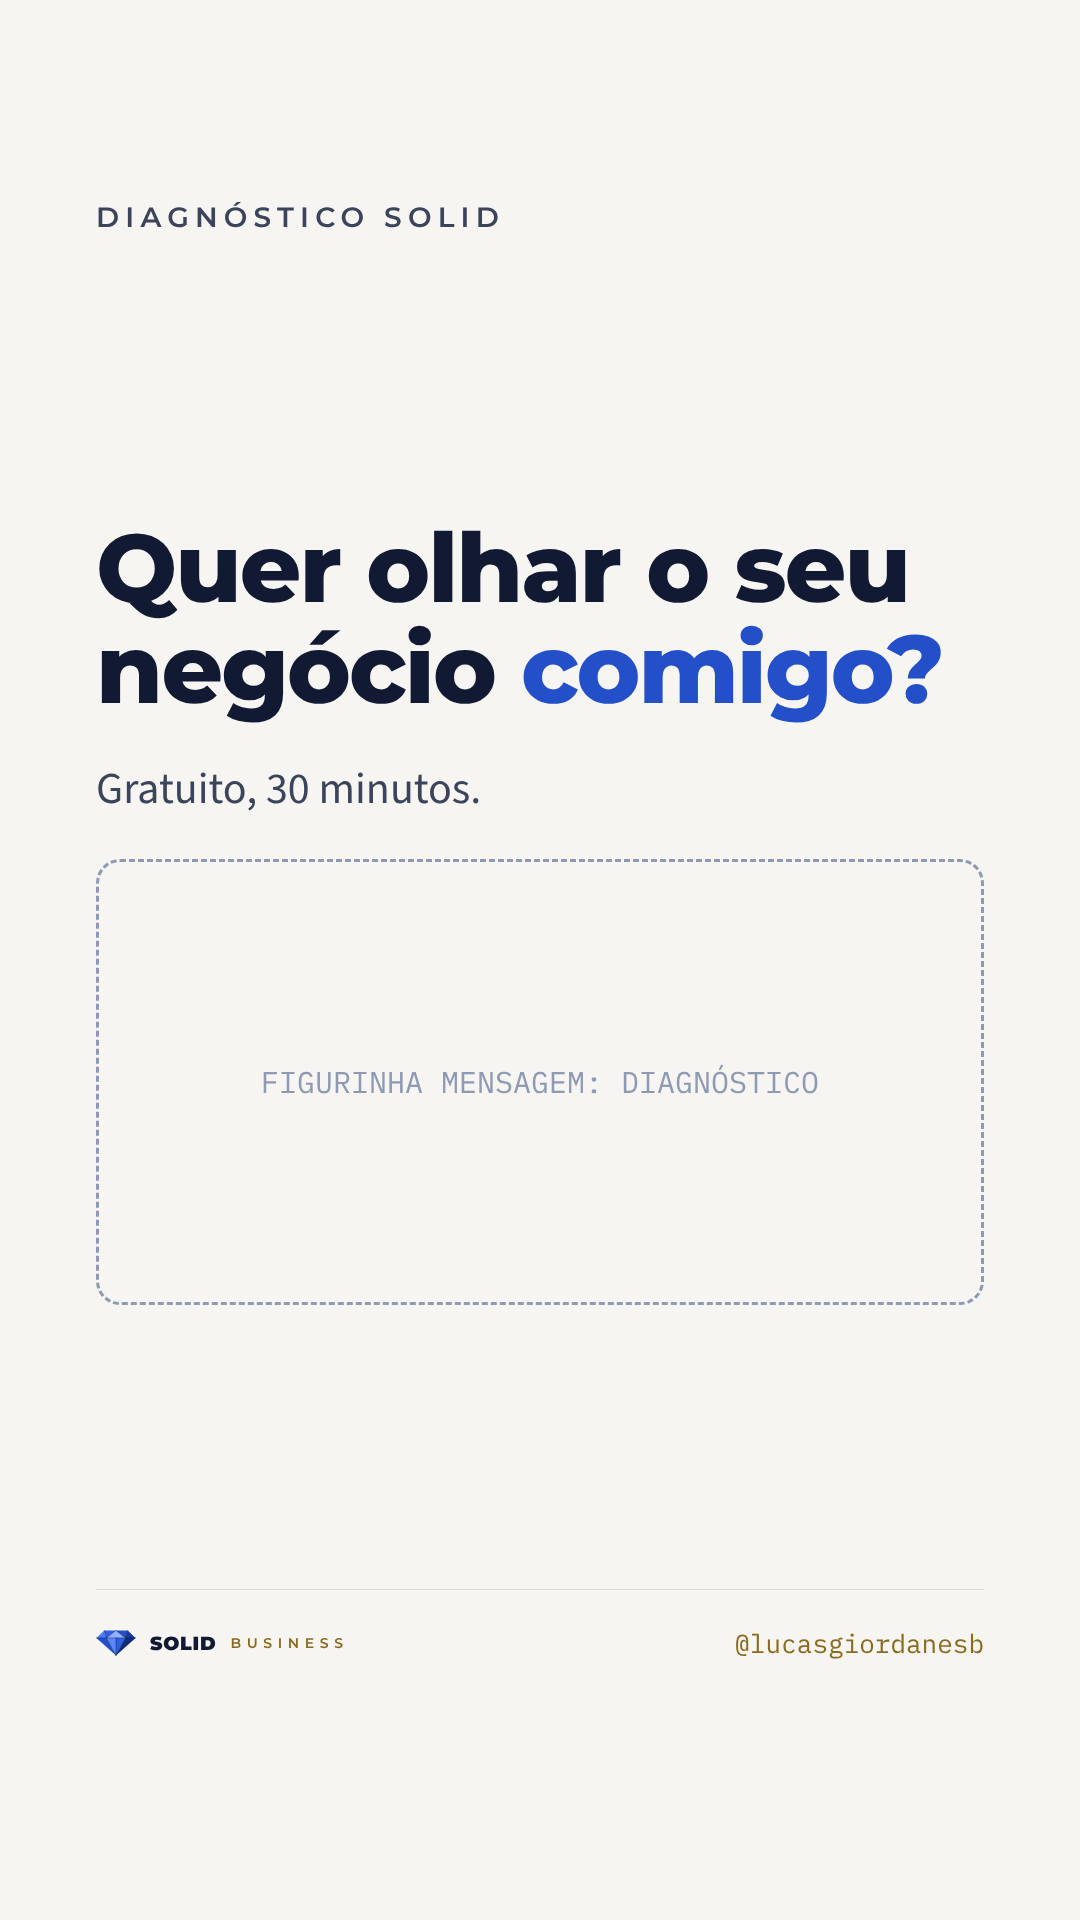 DIAGNÓSTICO SOLID
Quer olhar o seu
negócio comigo?
Gratuito, 30 minutos.
FIGURINHA MENSAGEM: DIAGNÓSTICO
SOLID BUSINESS
@lucasgiordanesb